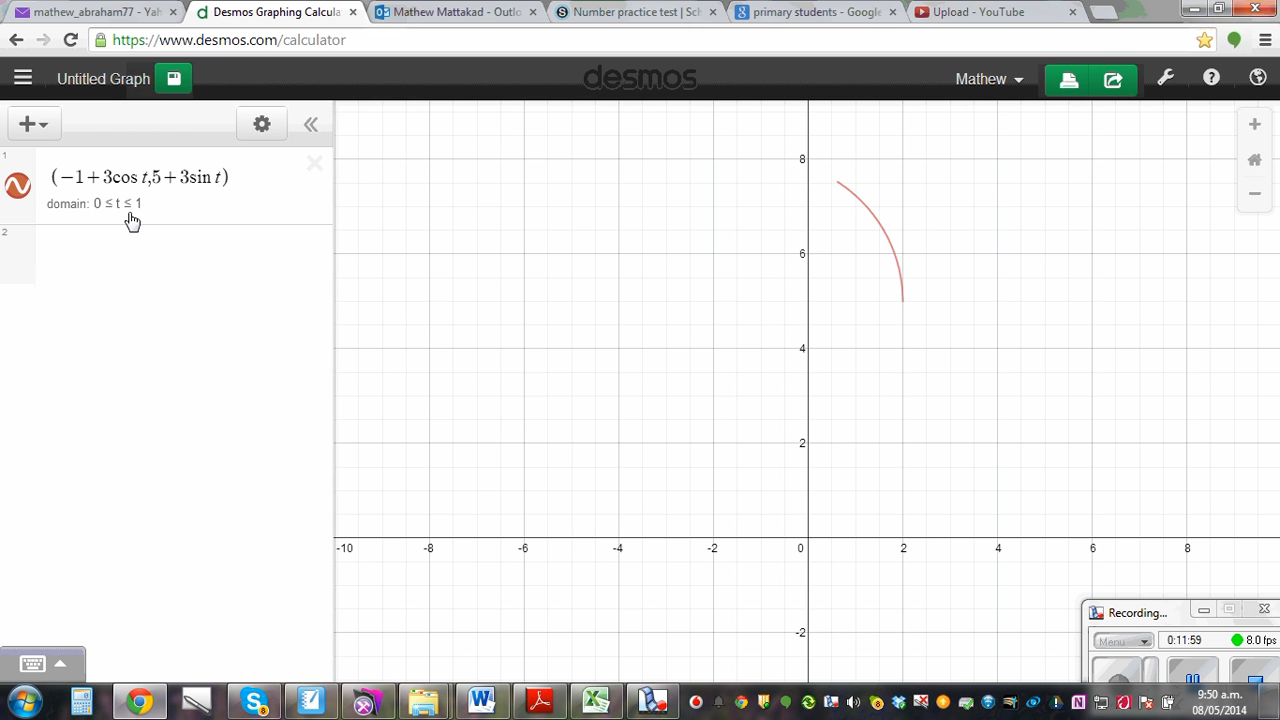 mathew_abraham77 - Yah
Desmos Graphing Calcula
Mathew Mattakad - Outlo
Number practice test | Sch
primary students - Google
Upload - YouTube
https://www.desmos.com/calculator
Untitled Graph
desmos
Mathew
1
(−1+3cos t,5+3sin t)
domain: 0 ≤ t ≤ 1
2
8
6
4
2
-10 -8 -6 -4 -2 0 2 4 6 8
-2
Recording...
Menu
0:11:59
8.0 fps
9:50 a.m.
08/05/2014